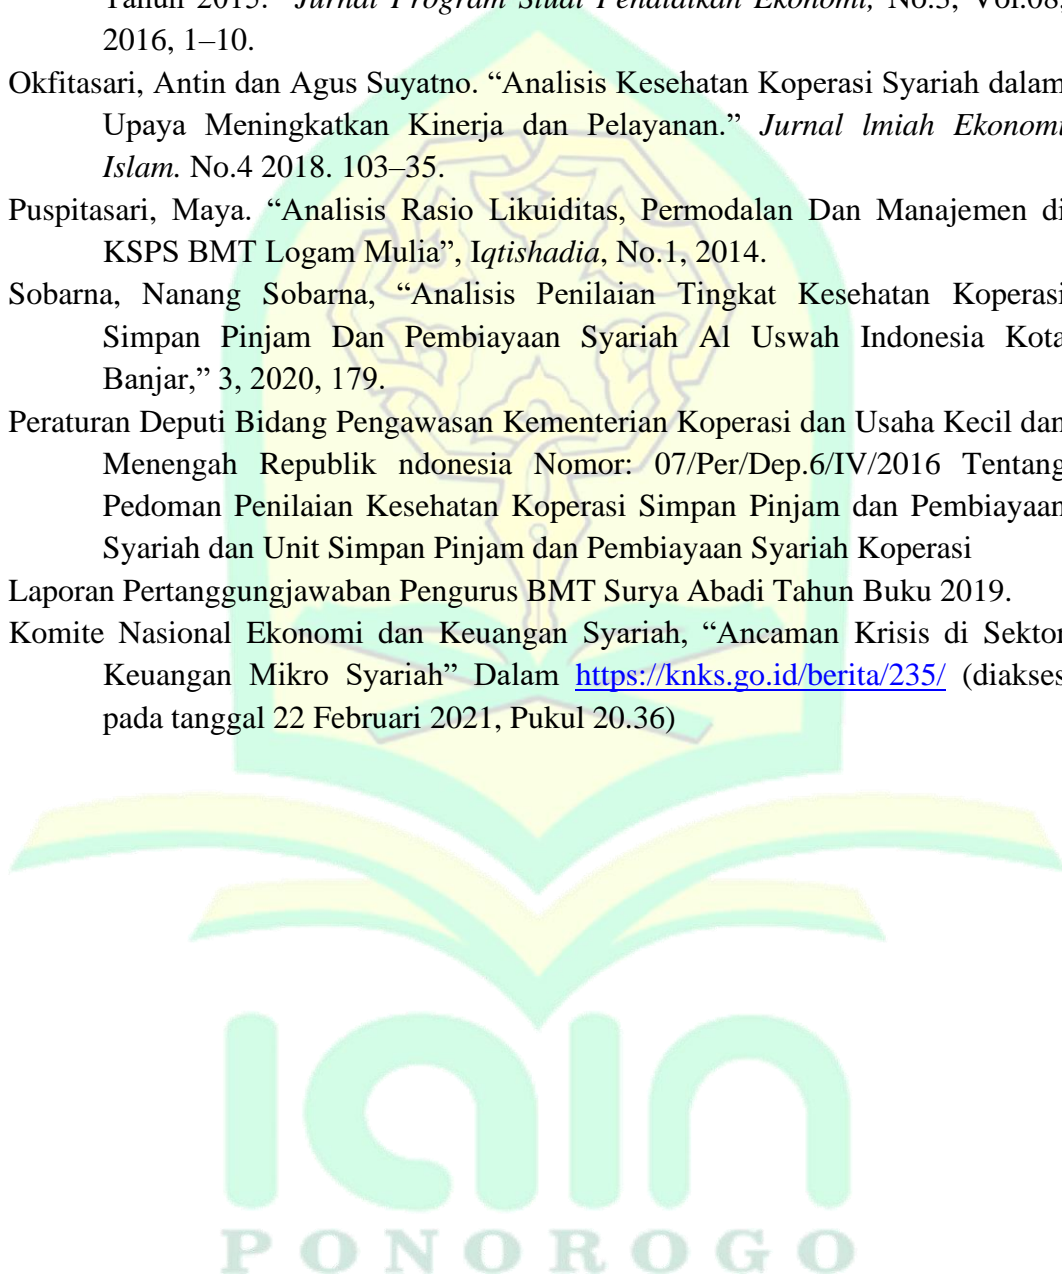 Tahun 2015." Jurnal Program Studi Pendidikan Ekonomi, No.3, Vol.08,
2016, 1–10.
Okfitasari, Antin dan Agus Suyatno. “Analisis Kesehatan Koperasi Syariah dalam
Upaya Meningkatkan Kinerja dan Pelayanan.” Jurnal lmiah Ekonomi
Islam. No.4 2018. 103–35.
Puspitasari, Maya. “Analisis Rasio Likuiditas, Permodalan Dan Manajemen di
KSPS BMT Logam Mulia”, Iqtishadia, No.1, 2014.
Sobarna, Nanang Sobarna, “Analisis Penilaian Tingkat Kesehatan Koperasi
Simpan Pinjam Dan Pembiayaan Syariah Al Uswah Indonesia Kota
Banjar,” 3, 2020, 179.
Peraturan Deputi Bidang Pengawasan Kementerian Koperasi dan Usaha Kecil dan
Menengah Republik ndonesia Nomor: 07/Per/Dep.6/IV/2016 Tentang
Pedoman Penilaian Kesehatan Koperasi Simpan Pinjam dan Pembiayaan
Syariah dan Unit Simpan Pinjam dan Pembiayaan Syariah Koperasi
Laporan Pertanggungjawaban Pengurus BMT Surya Abadi Tahun Buku 2019.
Komite Nasional Ekonomi dan Keuangan Syariah, “Ancaman Krisis di Sektor
Keuangan Mikro Syariah” Dalam https://knks.go.id/berita/235/ (diakses
pada tanggal 22 Februari 2021, Pukul 20.36)
iain
PONOROGO